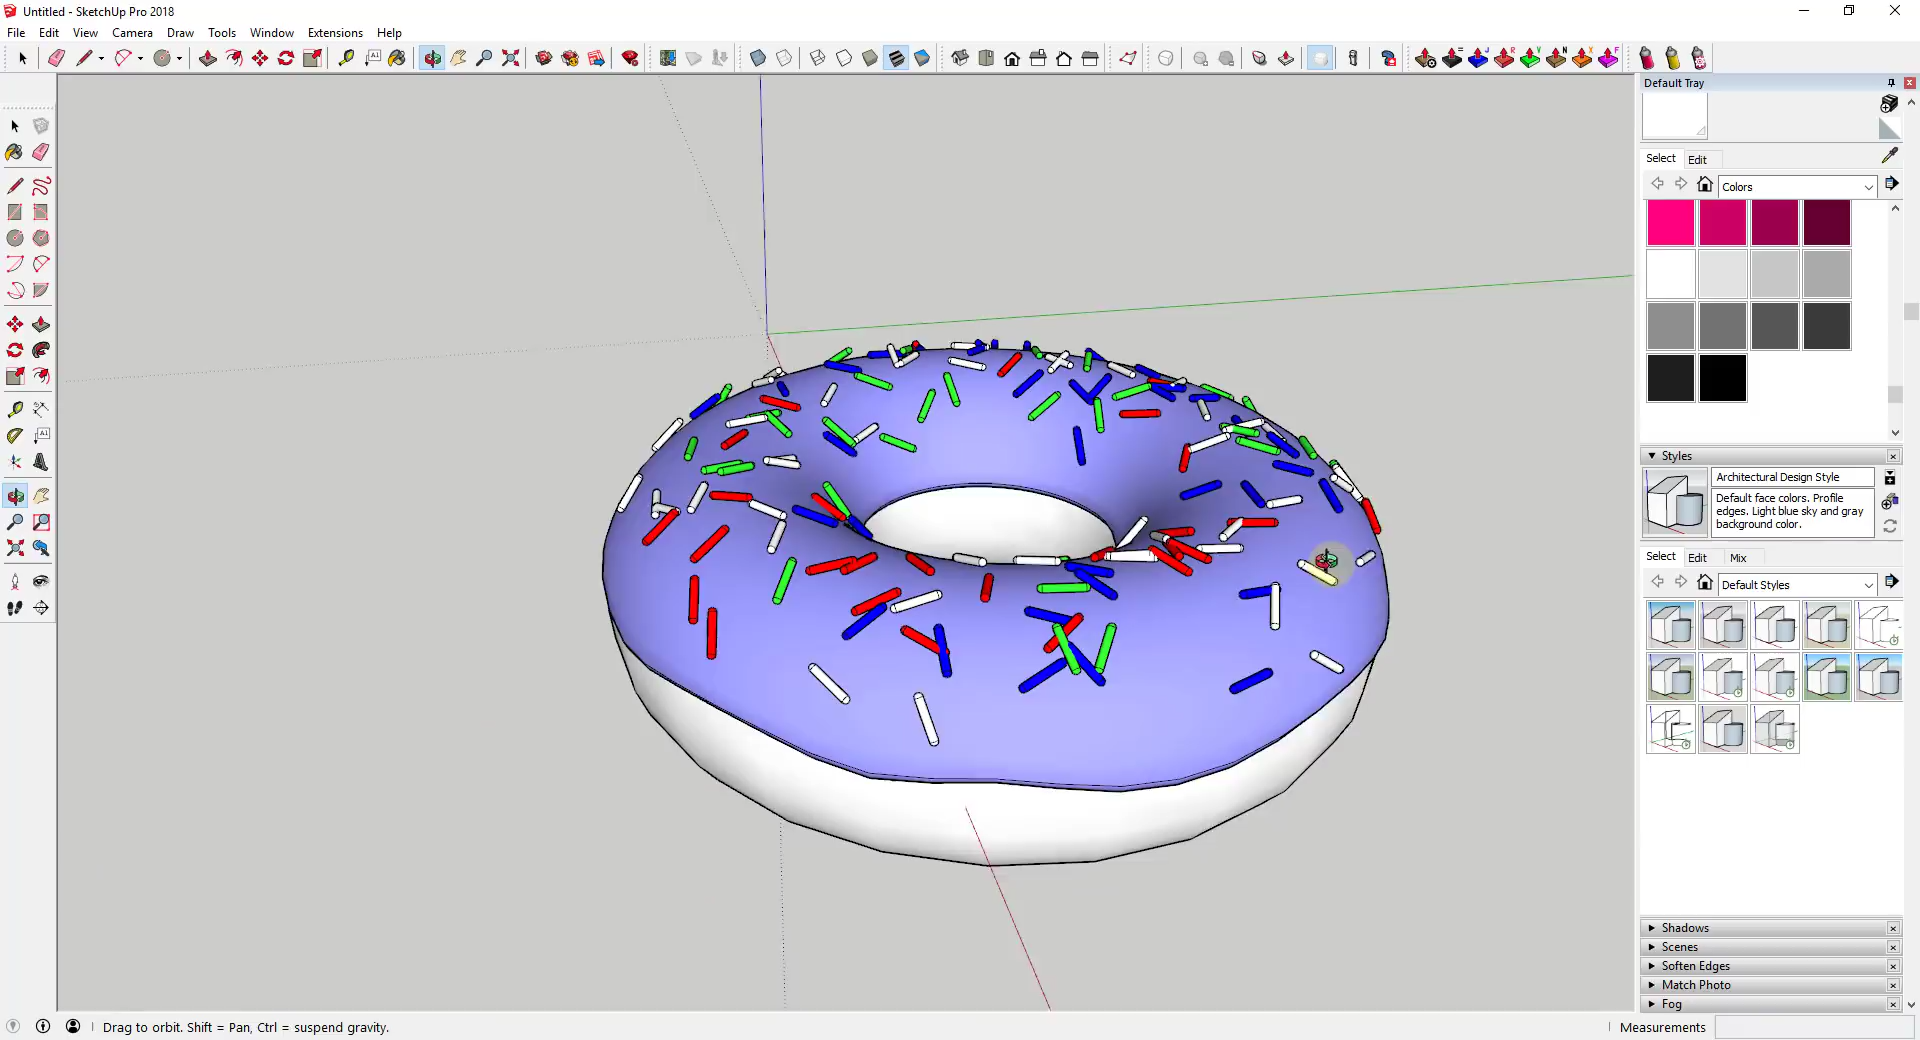 Untitled - SketchUp Pro 2018
File Edit View Camera Draw Tools Window Extensions Help
Default Tray
Select Edit
Colors
Styles
Architectural Design Style
Default face colors. Profile
edges. Light blue sky and gray
background color.
Select Edit Mix
Default Styles
Shadows
Scenes
Soften Edges
Match Photo
Fog
Drag to orbit. Shift = Pan, Ctrl = suspend gravity.
Measurements